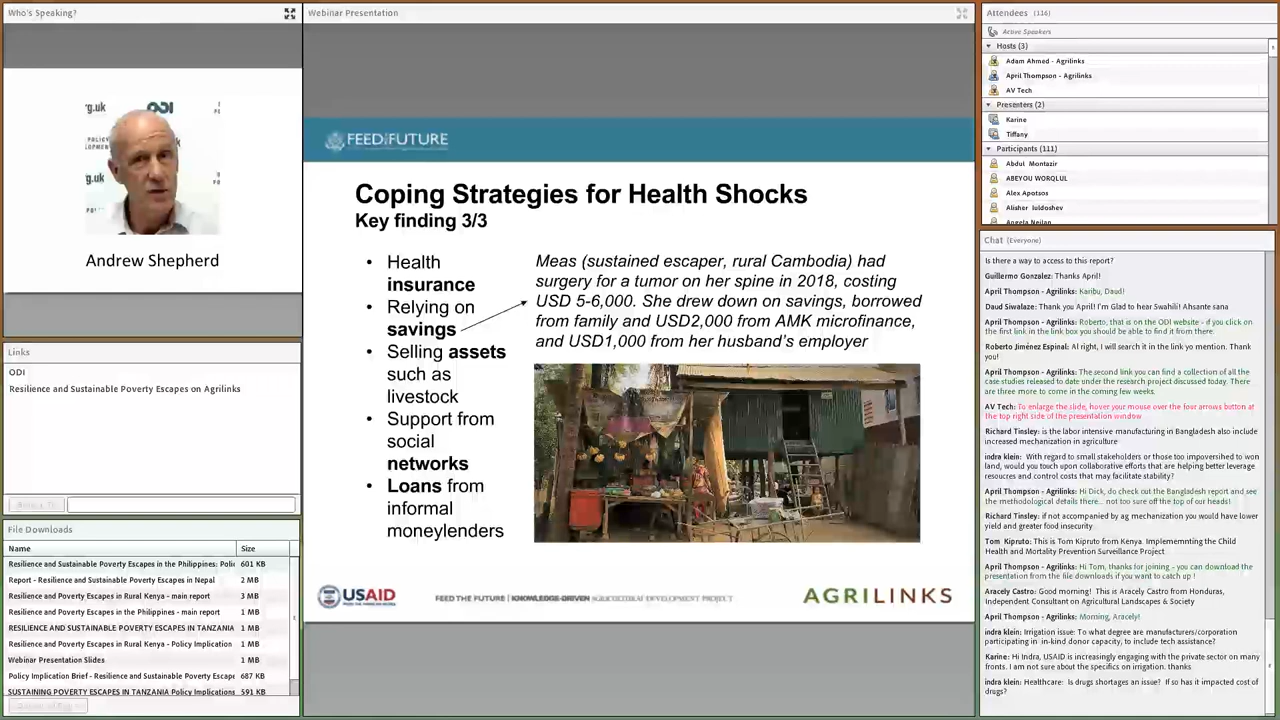 Who's Speaking?
rg.uk
ODI
POLICY
rg.uk
Andrew Shepherd
Links
ODI
Resilience and Sustainable Poverty Escapes on Agrilinks
File Downloads
Name Size
Resilience and Sustainable Poverty Escapes in the Philippines: Polic 601 KB
Report - Resilience and Sustainable Poverty Escapes in Nepal 2 MB
Resilience and Poverty Escapes in Rural Kenya - main report 3 MB
Resilience and Poverty Escapes in the Philippines - main report 1 MB
RESILIENCE AND SUSTAINABLE POVERTY ESCAPES IN TANZANIA 1 MB
Resilience and Poverty Escapes in Rural Kenya - Policy Implication 1 MB
Webinar Presentation Slides 1 MB
Policy Implication Brief - Resilience and Sustainable Poverty Escape 687 KB
SUSTAINING POVERTY ESCAPES IN TANZANIA Policy Implications 591 KB
Webinar Presentation
FEED THE FUTURE
Coping Strategies for Health Shocks
Key finding 3/3
• Health
insurance
• Relying on
savings
• Selling assets
such as
livestock
• Support from
social
networks
• Loans from
informal
moneylenders
Meas (sustained escaper, rural Cambodia) had
surgery for a tumor on her spine in 2018, costing
USD 5-6,000. She drew down on savings, borrowed
from family and USD2,000 from AMK microfinance,
and USD1,000 from her husband's employer
USAID
FROM THE AMERICAN PEOPLE
FEED THE FUTURE | KNOWLEDGE-DRIVEN AGRICULTURAL DEVELOPMENT PROJECT
AGRILINKS
Attendees (116)
Active Speakers
Hosts (3)
Adam Ahmed - Agrilinks
April Thompson - Agrilinks
AV Tech
Presenters (2)
Karine
Tiffany
Participants (111)
Abdul Montazir
ABEYOU WORQLUL
Alex Apotsos
Alisher Iuldoshev
Angela Neilan
Chat (Everyone)
Is there a way to access to this report?
Guillermo Gonzalez: Thanks April!
April Thompson - Agrilinks: Karibu, Daud!
Daud Siwalaze: Thank you April! I'm Glad to hear Swahili! Ahsante sana
April Thompson - Agrilinks: Roberto, that is on the ODI website - if you click on
the first link in the link box you should be able to find it from there.
Roberto Jiménez Espinal: Al right, I will search it in the link yo mention. Thank
you!
April Thompson - Agrilinks: The second link you can find a collection of all the
case studies released to date under the research project discussed today. There
are three more to come in the coming few weeks.
AV Tech: To enlarge the slide, hover your mouse over the four arrows button at
the top right side of the presentation window
Richard Tinsley: is the labor intensive-manufacturing in Bangladesh also include
increased mechanization in agriculture
indra klein: With regard to small stakeholders or those too impoversihed to won
land, would you touch upon collaborative efforts that are helping better leverage
resoucres and control costs that may facilitate stability?
April Thompson - Agrilinks: Hi Dick, do check out the Bangladesh report and see
the methodological details there... not too sure off the top of our heads!
Richard Tinsley: if not accompanied by ag mechanization you would have lower
yield and greater food insecurity.
Tom Kipruto: This is Tom Kipruto from Kenya. Implememnting the Child
Health and Mortality Prevention Surveillance Project
April Thompson - Agrilinks: Hi Tom, thanks for joining - you can download the
presentation from the file downloads if you want to catch up !
Aracely Castro: Good morning! This is Aracely Castro from Honduras,
Independent Consultant on Agricultural Landscapes & Society
April Thompson - Agrilinks: Morning, Aracely!
indra klein: Irrigation issue: To what degree are manufacturers/corporation
participating in in-kind donor capacity, to include tech assistance?
Karine: Hi Indra, USAID is increasingly engaging with the private sector on many
fronts. I am not sure about the specifics on irrigation. thanks
indra klein: Healthcare: Is drugs shortages an issue? If so has it impacted cost of
drugs?